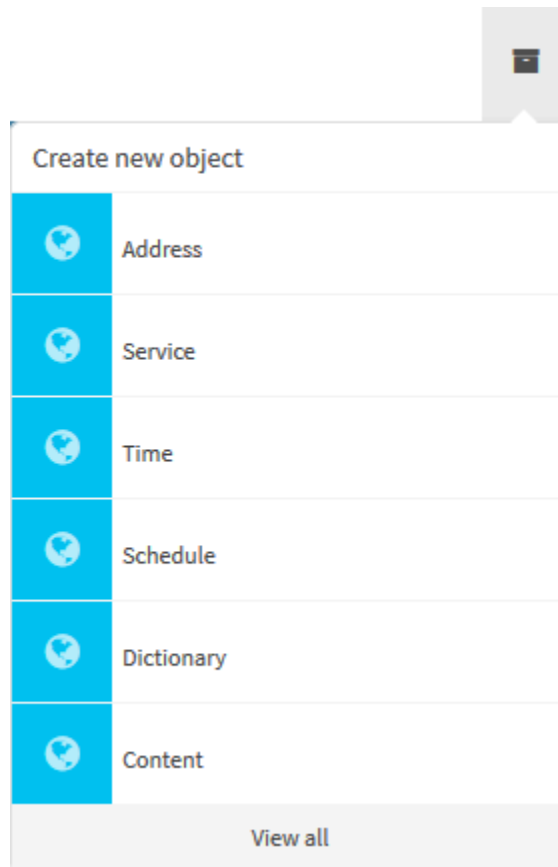 Create new object
Address
Service
Time
Schedule
Dictionary
Content
View all